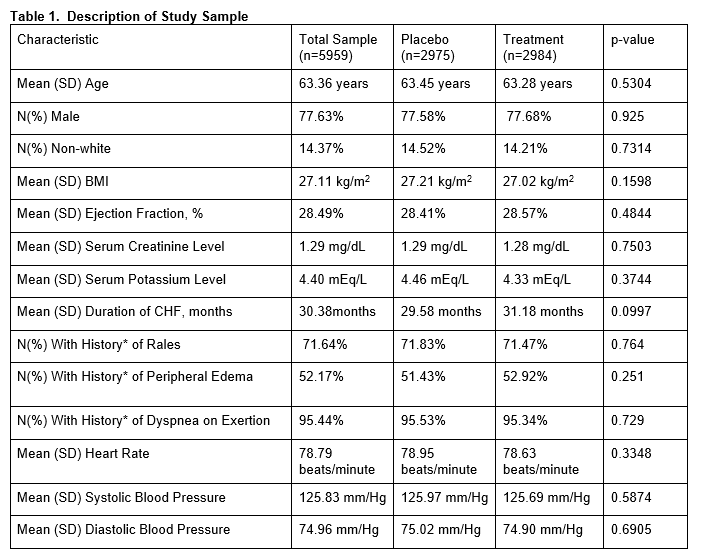 Table 1. Description of Study Sample
Characteristic Total Sample (n=5959) Placebo (n=2975) Treatment (n=2984) p-value
Mean (SD) Age 63.36 years 63.45 years 63.28 years 0.5304
N(%) Male 77.63% 77.58% 77.68% 0.925
N(%) Non-white 14.37% 14.52% 14.21% 0.7314
Mean (SD) BMI 27.11 kg/m² 27.21 kg/m² 27.02 kg/m² 0.1598
Mean (SD) Ejection Fraction, % 28.49% 28.41% 28.57% 0.4844
Mean (SD) Serum Creatinine Level 1.29 mg/dL 1.29 mg/dL 1.28 mg/dL 0.7503
Mean (SD) Serum Potassium Level 4.40 mEq/L 4.46 mEq/L 4.33 mEq/L 0.3744
Mean (SD) Duration of CHF, months 30.38months 29.58 months 31.18 months 0.0997
N(%) With History* of Rales 71.64% 71.83% 71.47% 0.764
N(%) With History* of Peripheral Edema 52.17% 51.43% 52.92% 0.251
N(%) With History* of Dyspnea on Exertion 95.44% 95.53% 95.34% 0.729
Mean (SD) Heart Rate 78.79 beats/minute 78.95 beats/minute 78.63 beats/minute 0.3348
Mean (SD) Systolic Blood Pressure 125.83 mm/Hg 125.97 mm/Hg 125.69 mm/Hg 0.5874
Mean (SD) Diastolic Blood Pressure 74.96 mm/Hg 75.02 mm/Hg 74.90 mm/Hg 0.6905